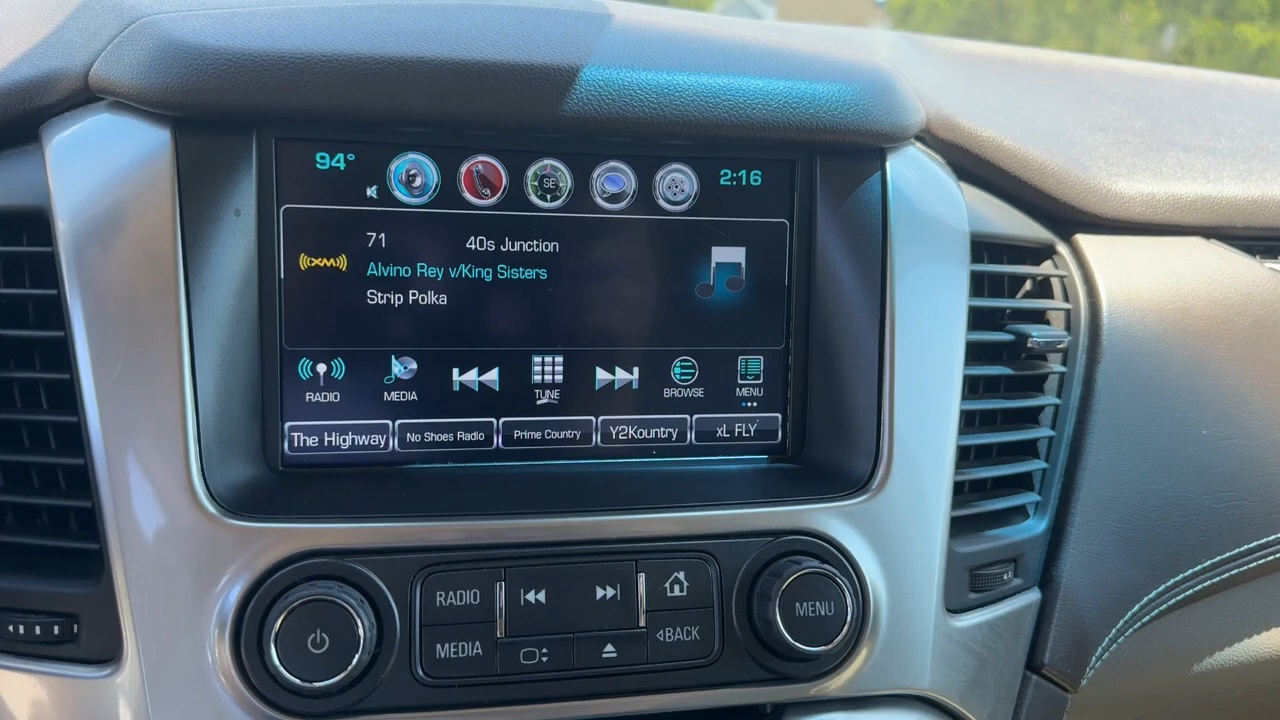 94°
SE
2:16
((XM))
71 40s Junction
Alvino Rey v/King Sisters
Strip Polka
RADIO
MEDIA
TUNE
BROWSE
MENU
The Highway
No Shoes Radio
Prime Country
Y2Kountry
xL FLY
RADIO
MEDIA
BACK
MENU